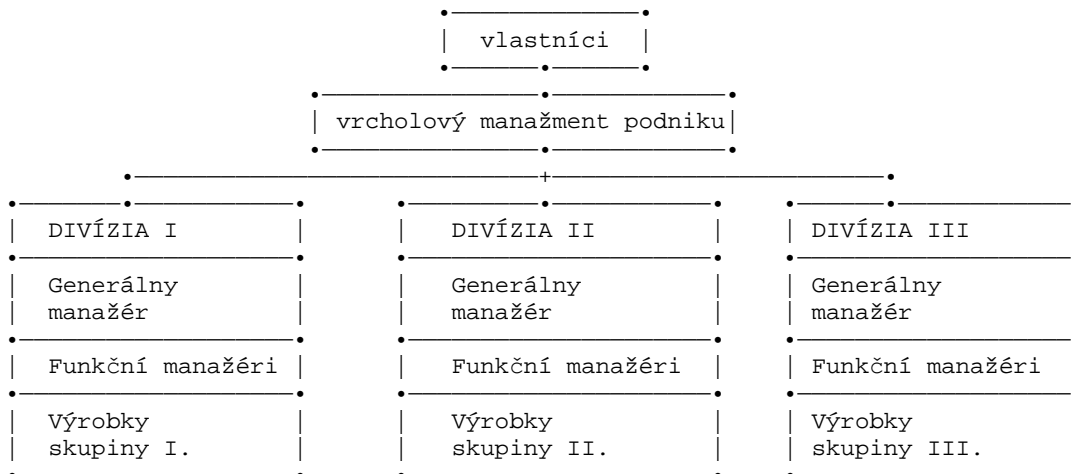 vlastníci
vrcholový manažment podniku
DIVÍZIA I DIVÍZIA II DIVÍZIA III
Generálny Generálny Generálny
manažér manažér manažér
Funkční manažéri Funkční manažéri Funkční manažéri
Výrobky Výrobky Výrobky
skupiny I. skupiny II. skupiny III.